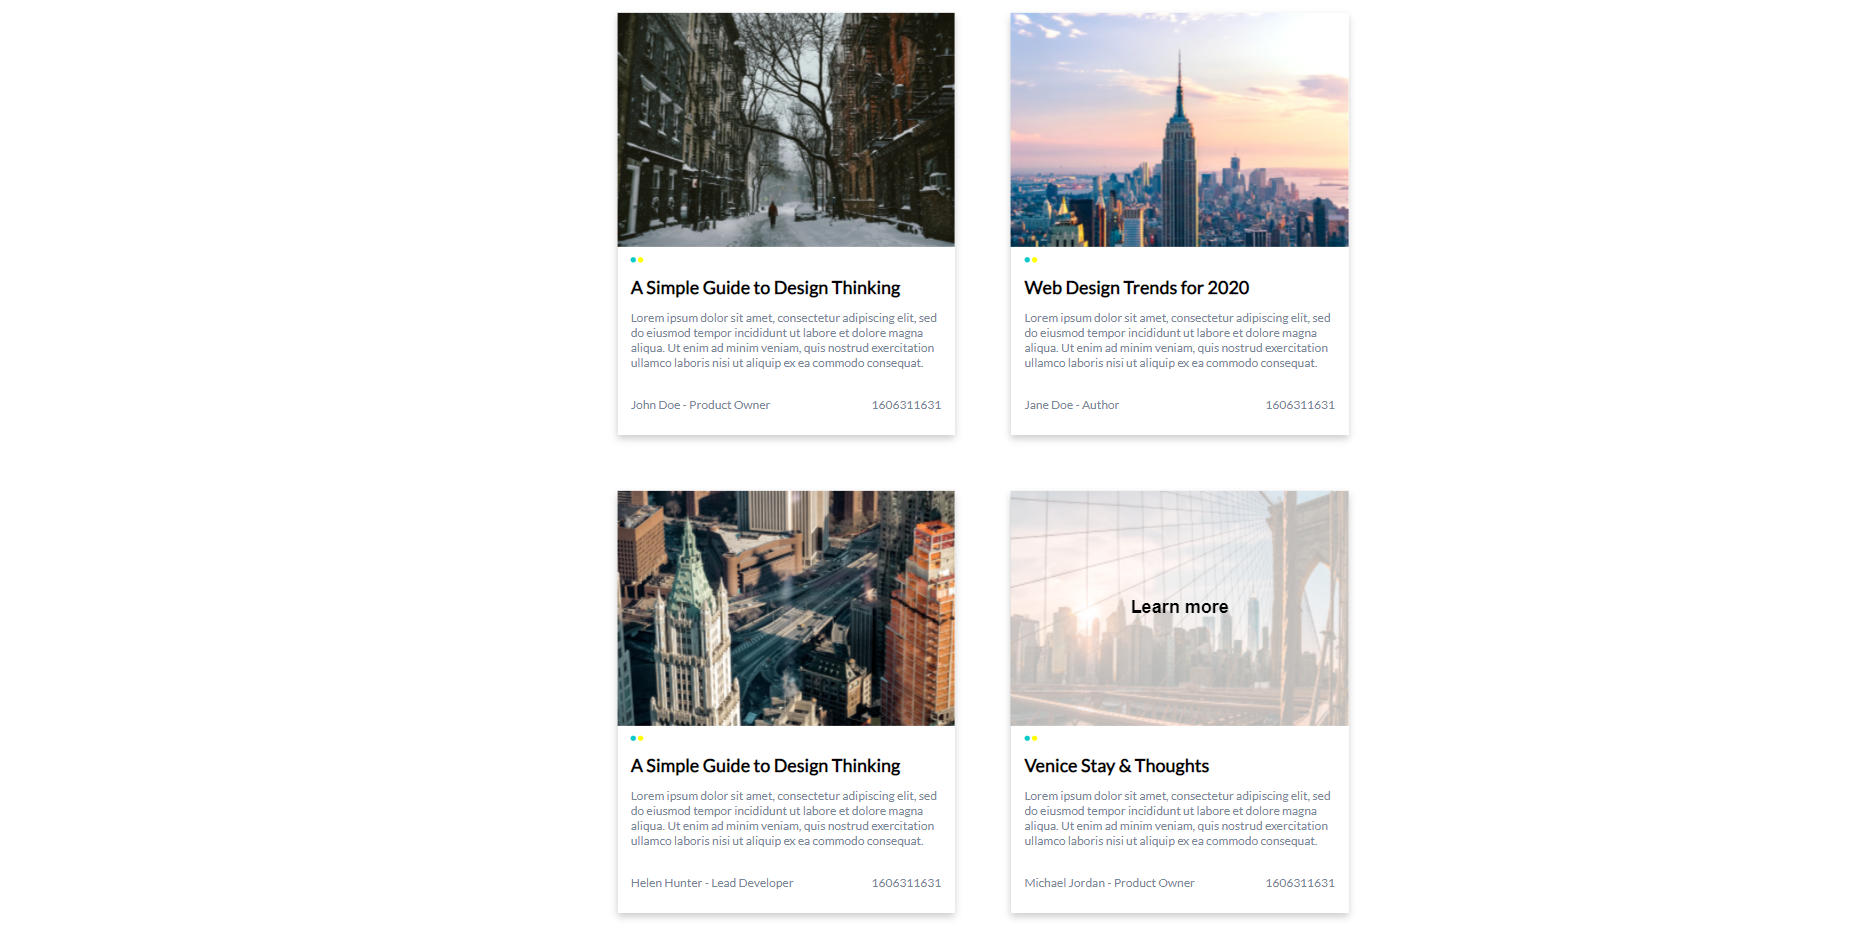 A Simple Guide to Design Thinking
Lorem ipsum dolor sit amet, consectetur adipiscing elit, sed
do eiusmod tempor incididunt ut labore et dolore magna
aliqua. Ut enim ad minim veniam, quis nostrud exercitation
ullamco laboris nisi ut aliquip ex ea commodo consequat.
John Doe - Product Owner 1606311631
Web Design Trends for 2020
Lorem ipsum dolor sit amet, consectetur adipiscing elit, sed
do eiusmod tempor incididunt ut labore et dolore magna
aliqua. Ut enim ad minim veniam, quis nostrud exercitation
ullamco laboris nisi ut aliquip ex ea commodo consequat.
Jane Doe - Author 1606311631
A Simple Guide to Design Thinking
Lorem ipsum dolor sit amet, consectetur adipiscing elit, sed
do eiusmod tempor incididunt ut labore et dolore magna
aliqua. Ut enim ad minim veniam, quis nostrud exercitation
ullamco laboris nisi ut aliquip ex ea commodo consequat.
Helen Hunter - Lead Developer 1606311631
Learn more
Venice Stay & Thoughts
Lorem ipsum dolor sit amet, consectetur adipiscing elit, sed
do eiusmod tempor incididunt ut labore et dolore magna
aliqua. Ut enim ad minim veniam, quis nostrud exercitation
ullamco laboris nisi ut aliquip ex ea commodo consequat.
Michael Jordan - Product Owner 1606311631